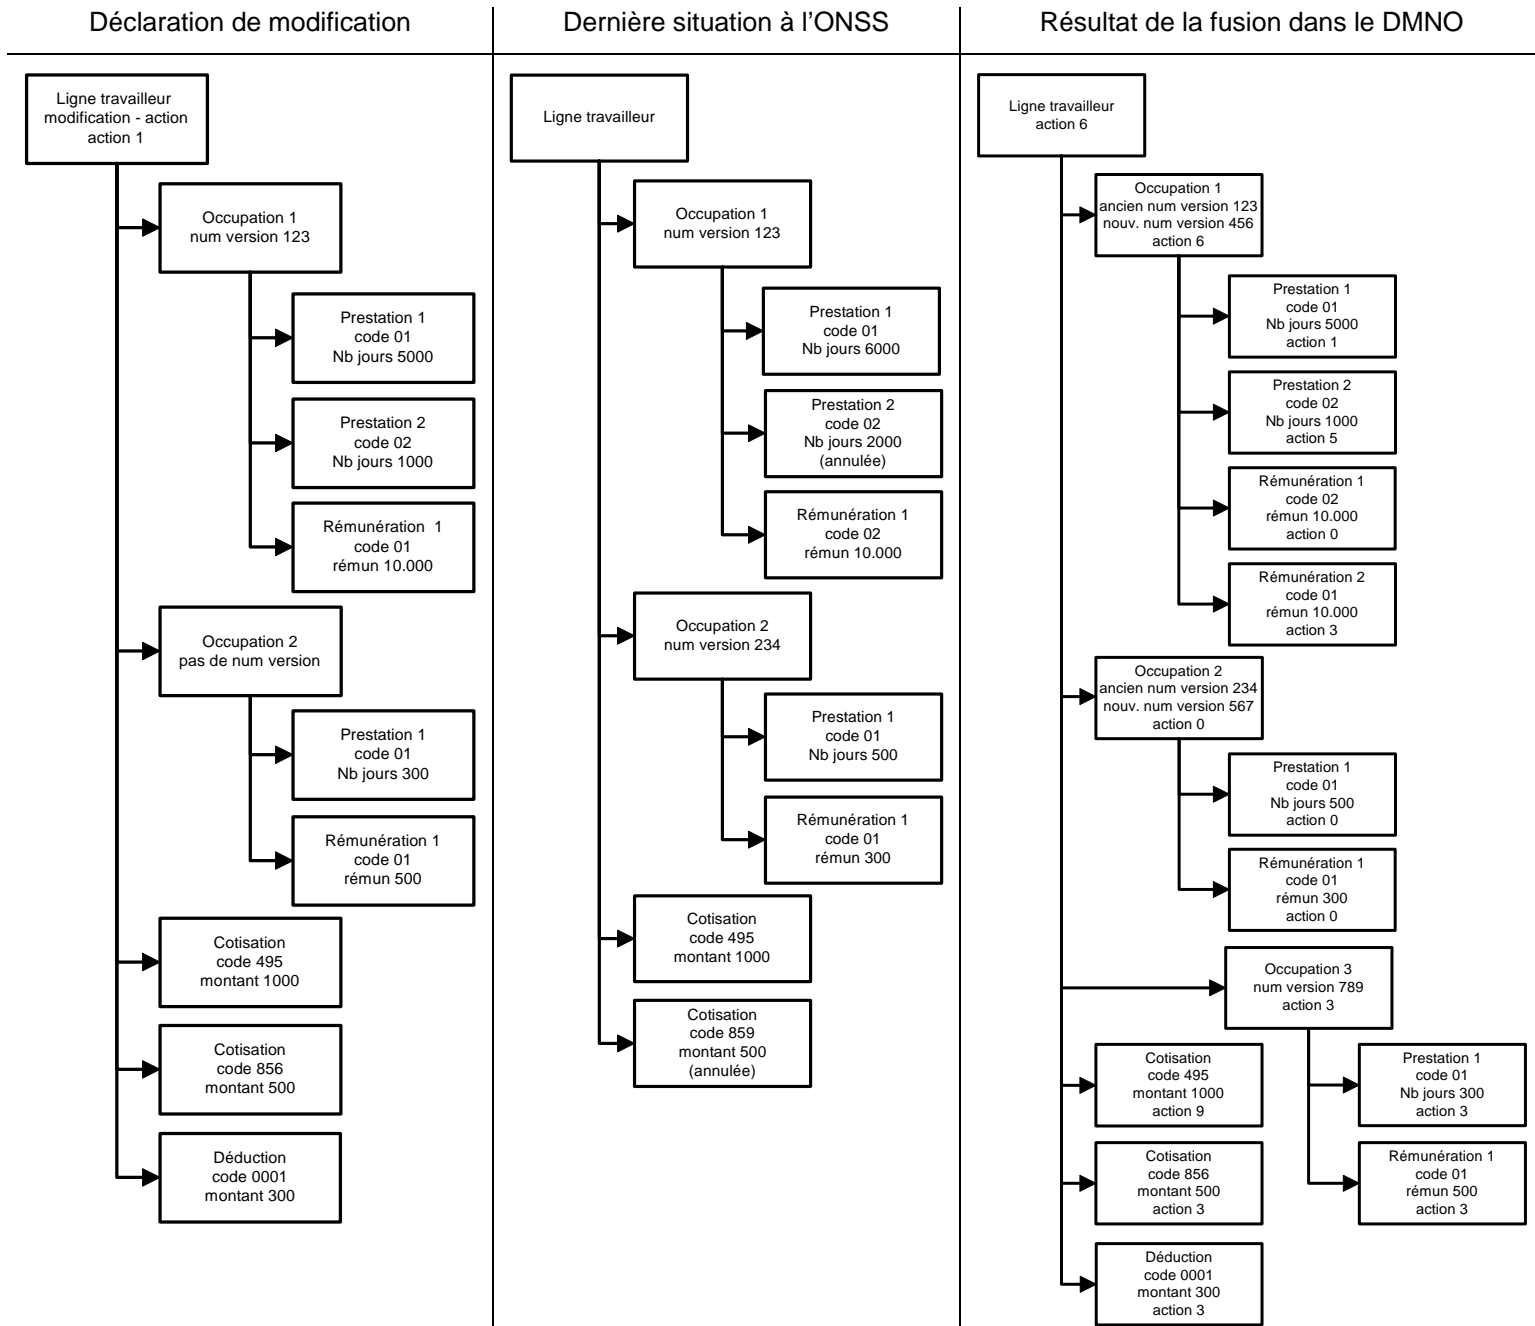 Déclaration de modification
Ligne travailleur
modification - action
action 1
Occupation 1
num version 123
Prestation 1
code 01
Nb jours 5000
Prestation 2
code 02
Nb jours 1000
Rémunération 1
code 01
rémun 10.000
Occupation 2
pas de num version
Prestation 1
code 01
Nb jours 300
Rémunération 1
code 01
rémun 500
Cotisation
code 495
montant 1000
Cotisation
code 856
montant 500
Déduction
code 0001
montant 300
Dernière situation à l'ONSS
Ligne travailleur
Occupation 1
num version 123
Prestation 1
code 01
Nb jours 6000
Prestation 2
code 02
Nb jours 2000
(annulée)
Rémunération 1
code 02
rémun 10.000
Occupation 2
num version 234
Prestation 1
code 01
Nb jours 500
Rémunération 1
code 01
rémun 300
Cotisation
code 495
montant 1000
Cotisation
code 859
montant 500
(annulée)
Résultat de la fusion dans le DMNO
Ligne travailleur
action 6
Occupation 1
ancien num version 123
nouv. num version 456
action 6
Prestation 1
code 01
Nb jours 5000
action 1
Prestation 2
code 02
Nb jours 1000
action 5
Rémunération 1
code 02
rémun 10.000
action 0
Rémunération 2
code 01
rémun 10.000
action 3
Occupation 2
ancien num version 234
nouv. num version 567
action 0
Prestation 1
code 01
Nb jours 500
action 0
Rémunération 1
code 01
rémun 300
action 0
Occupation 3
num version 789
action 3
Prestation 1
code 01
Nb jours 300
action 3
Rémunération 1
code 01
rémun 500
action 3
Cotisation
code 495
montant 1000
action 9
Cotisation
code 856
montant 500
action 3
Déduction
code 0001
montant 300
action 3